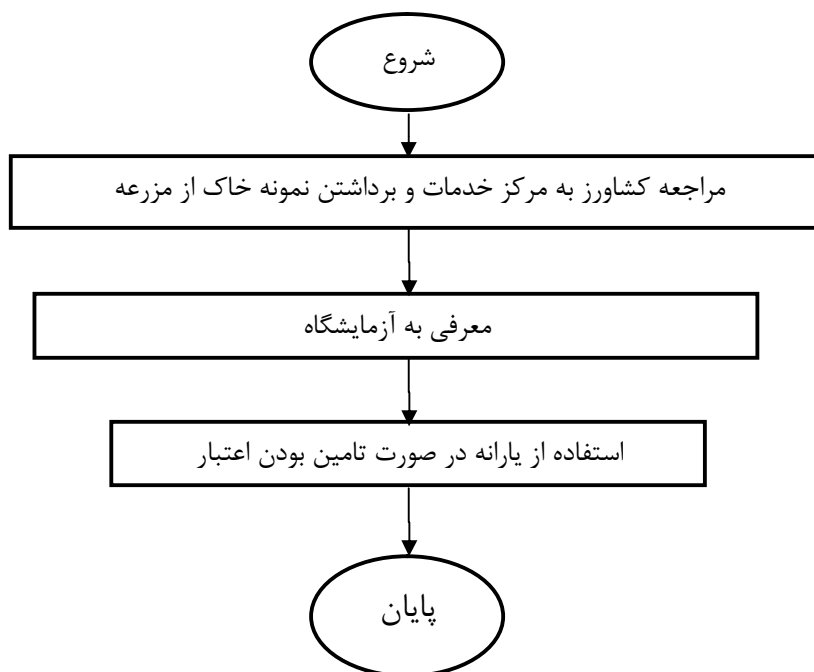 شروع
مراجعه کشاورز به مرکز خدمات و برداشتن نمونه خاک از مزرعه
معرفی به آزمایشگاه
استفاده از یارانه در صورت تامین بودن اعتبار
پایان